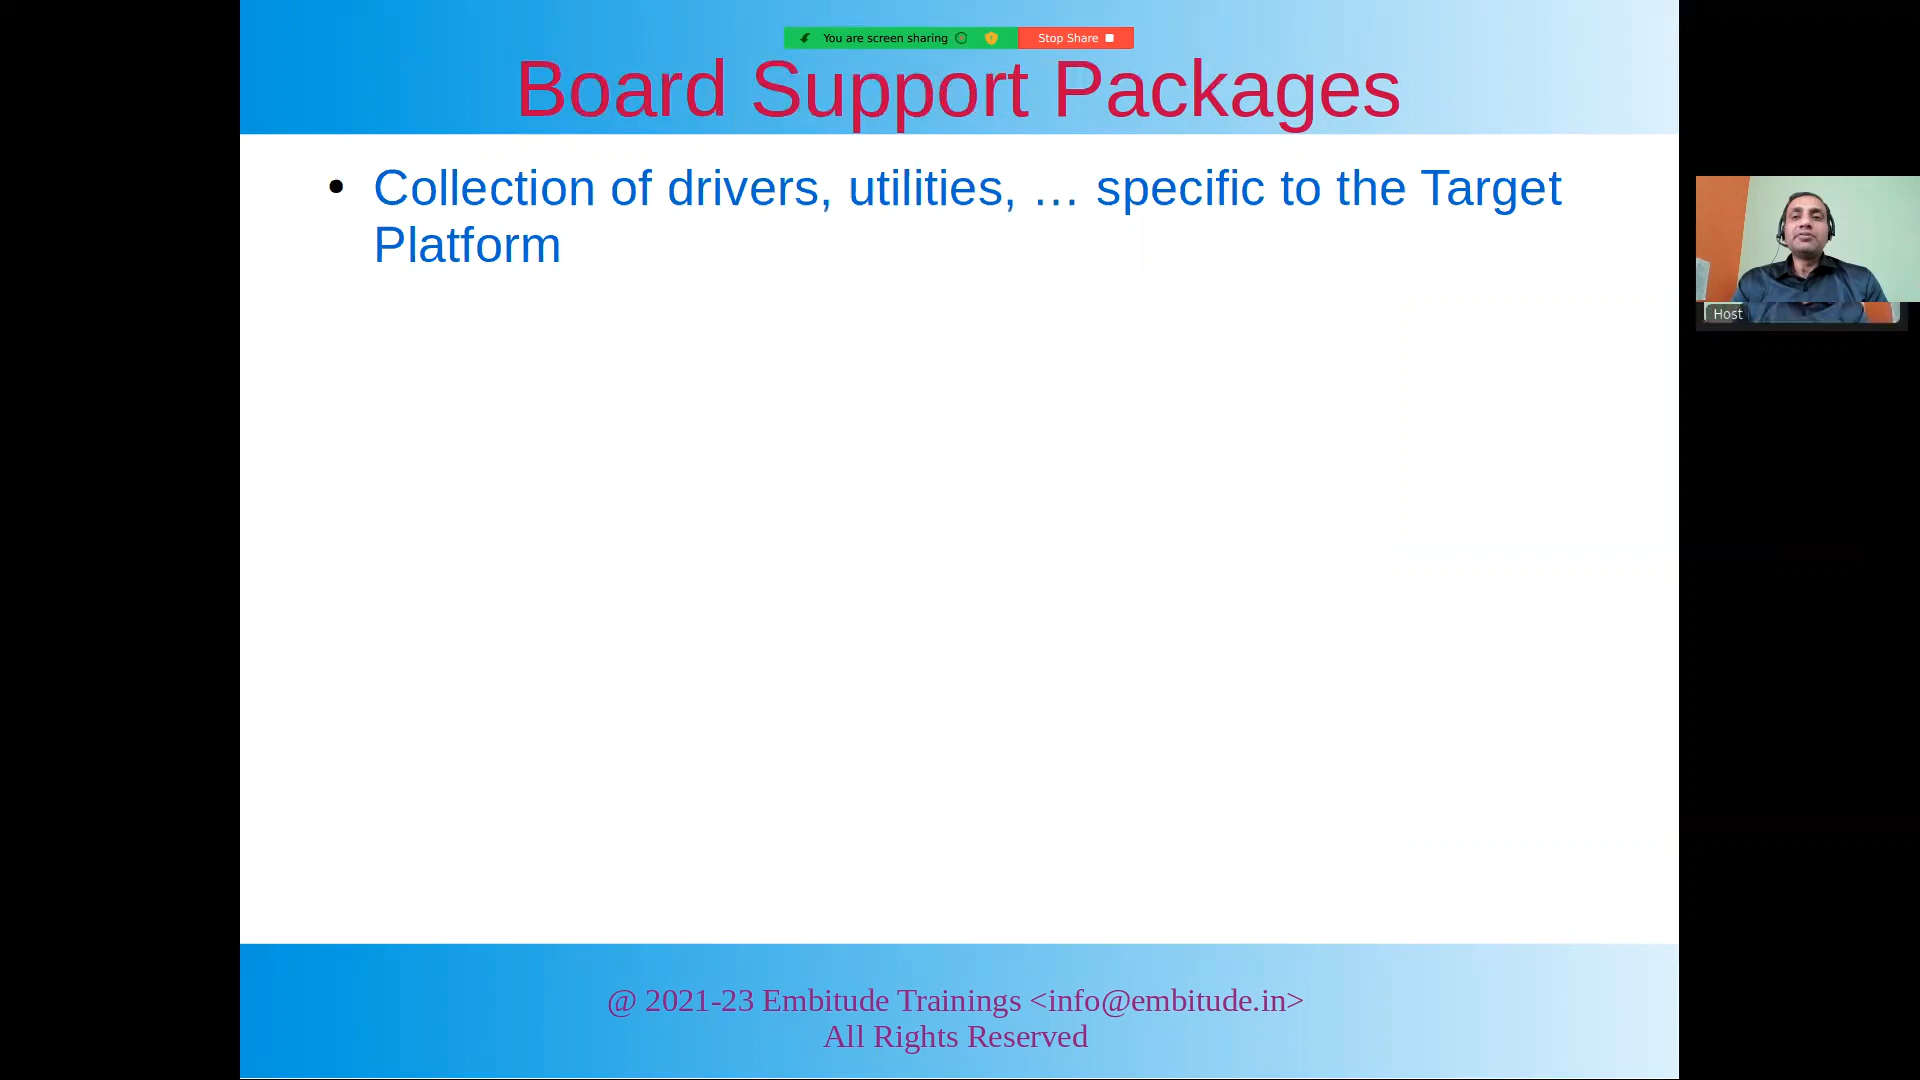 You are screen sharing
Stop Share
Board Support Packages
• Collection of drivers, utilities, … specific to the Target
Platform
Host
@ 2021-23 Embitude Trainings <info@embitude.in>
All Rights Reserved